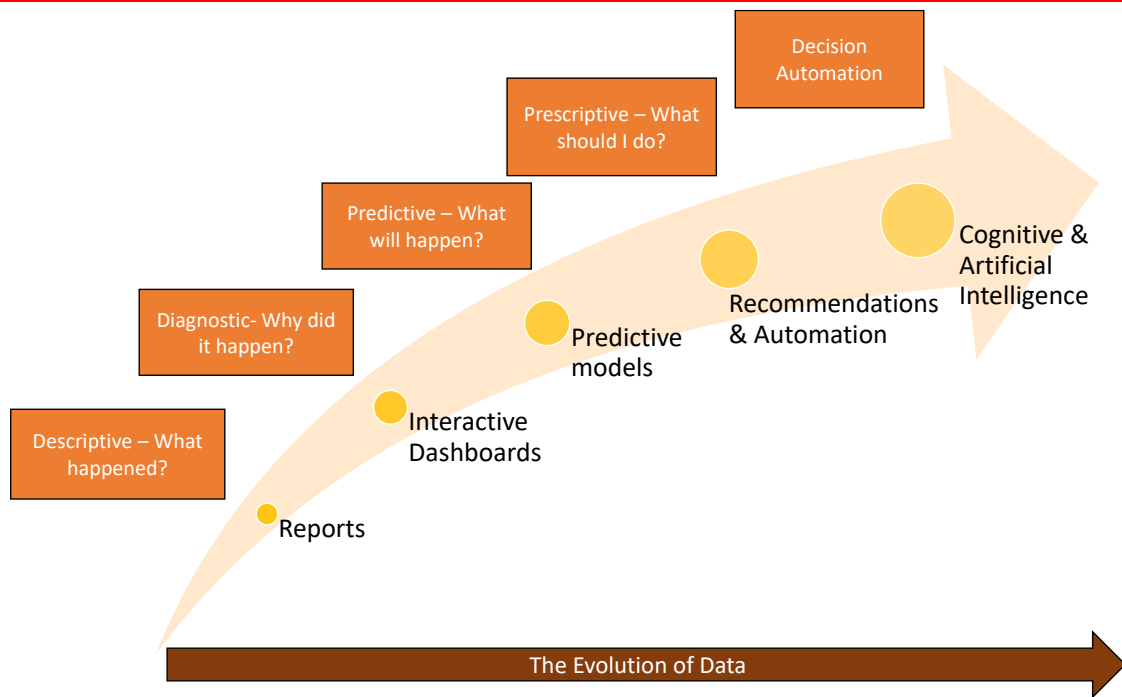 Decision
Automation
Prescriptive – What
should I do?
Predictive – What
will happen?
Diagnostic- Why did
it happen?
Descriptive – What
happened?
Reports
Interactive
Dashboards
Predictive
models
Recommendations
& Automation
Cognitive &
Artificial
Intelligence
The Evolution of Data